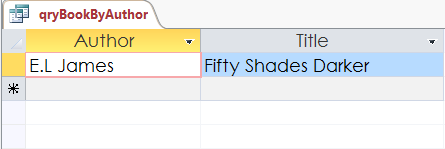 qryBookByAuthor
Author Title
E.L James Fifty Shades Darker